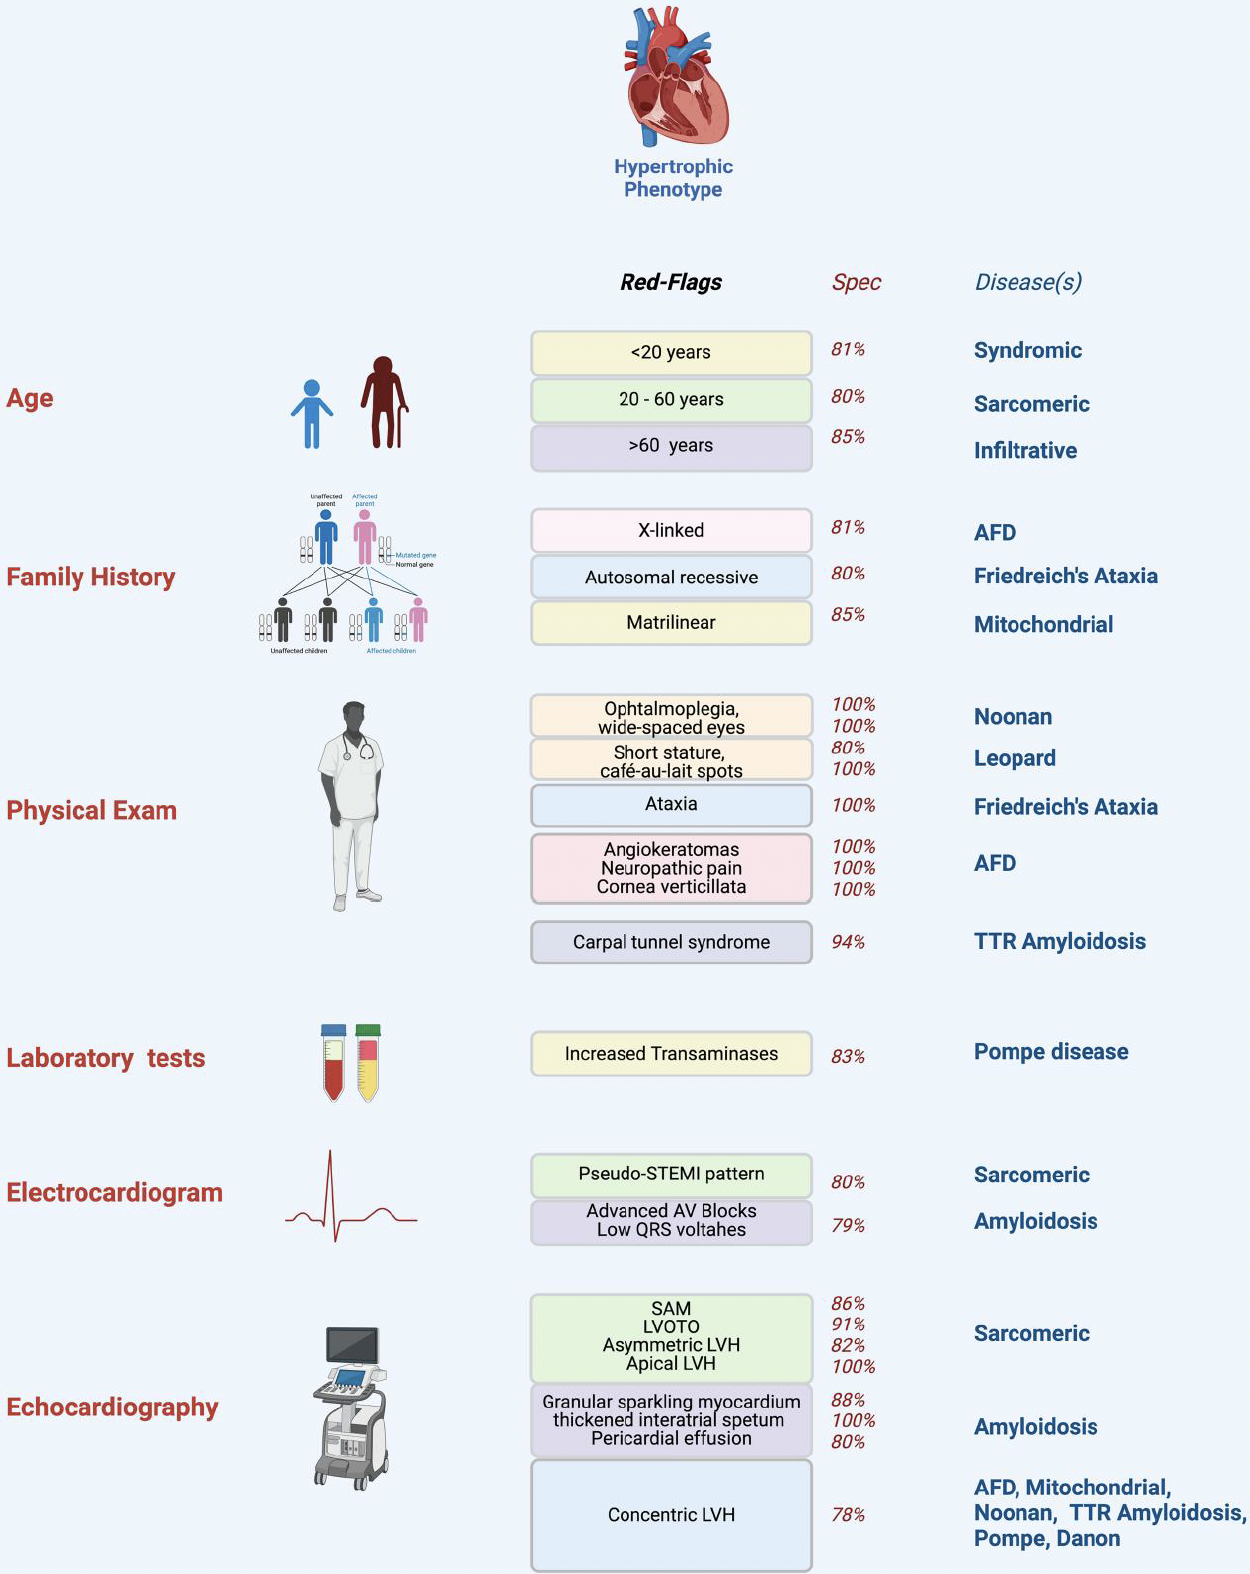 Hypertrophic
Phenotype
Red-Flags Spec Disease(s)
Age
<20 years 81% Syndromic
20 - 60 years 80% Sarcomeric
>60 years 85% Infiltrative
Family History
Unaffected parent
Affected parent
Mutated gene
Normal gene
Unaffected children
Affected children
X-linked 81% AFD
Autosomal recessive 80% Friedreich's Ataxia
Matrilinear 85% Mitochondrial
Physical Exam
Ophtalmoplegia, 100%
wide-spaced eyes 100%
Noonan
Short stature, 80%
café-au-lait spots 100%
Leopard
Ataxia 100% Friedreich's Ataxia
Angiokeratomas 100%
Neuropathic pain 100%
Cornea verticillata 100%
AFD
Carpal tunnel syndrome 94% TTR Amyloidosis
Laboratory tests
Increased Transaminases 83% Pompe disease
Electrocardiogram
Pseudo-STEMI pattern 80% Sarcomeric
Advanced AV Blocks
Low QRS voltahes 79% Amyloidosis
Echocardiography
SAM 86%
LVOTO 91%
Asymmetric LVH 82%
Apical LVH 100%
Sarcomeric
Granular sparkling myocardium 88%
thickened interatrial spetum 100%
Pericardial effusion 80%
Amyloidosis
Concentric LVH 78%
AFD, Mitochondrial,
Noonan, TTR Amyloidosis,
Pompe, Danon